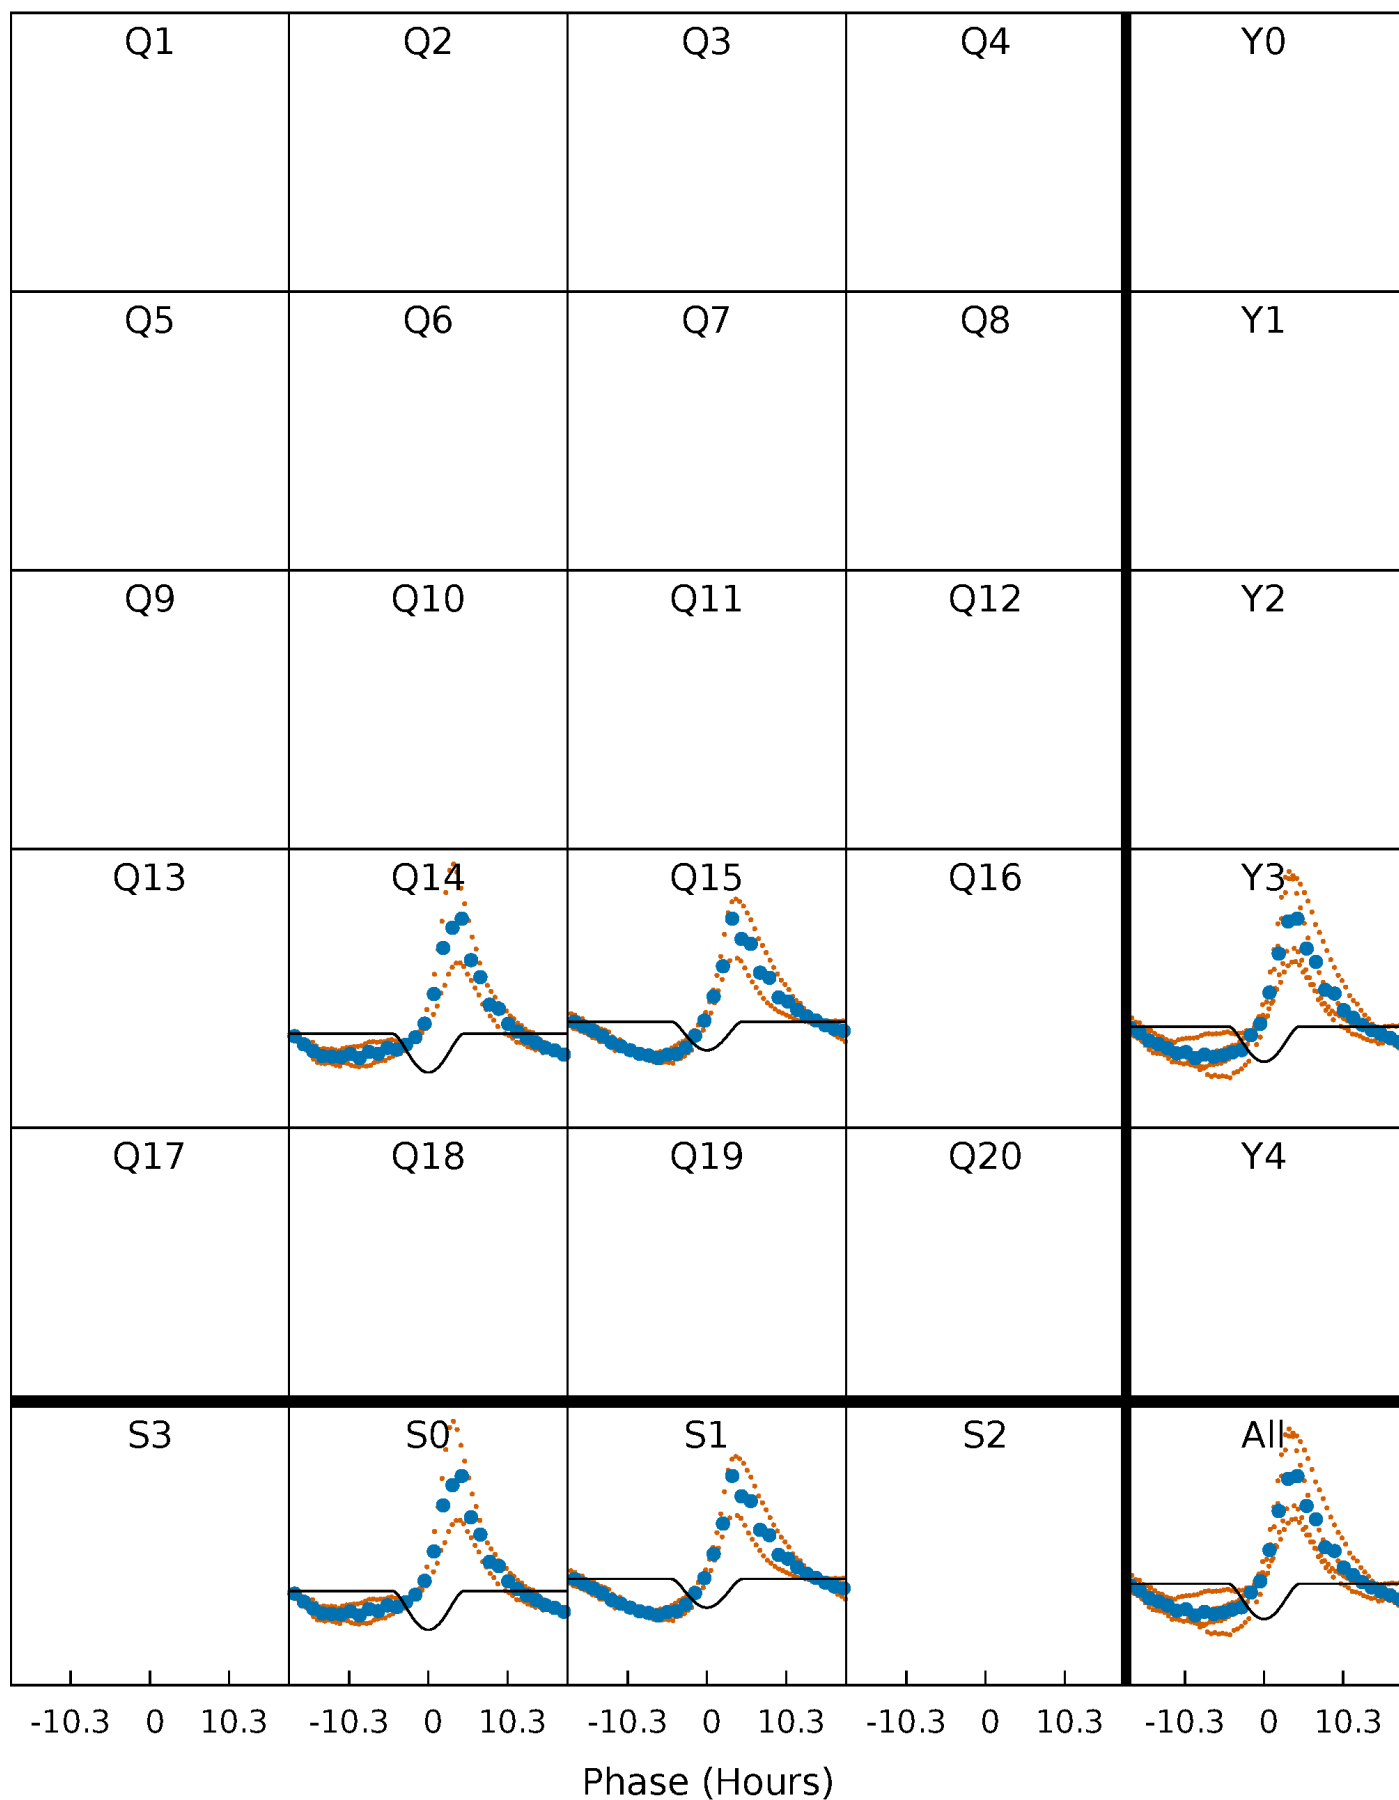 Q1 Q2 Q3 Q4 Y0
Q5 Q6 Q7 Q8 Y1
Q9 Q10 Q11 Q12 Y2
Q13 Q14 Q15 Q16 Y3
Q17 Q18 Q19 Q20 Y4
S3 S0 S1 S2 All
-10.3 0 10.3 -10.3 0 10.3 -10.3 0 10.3 -10.3 0 10.3 -10.3 0 10.3
Phase (Hours)